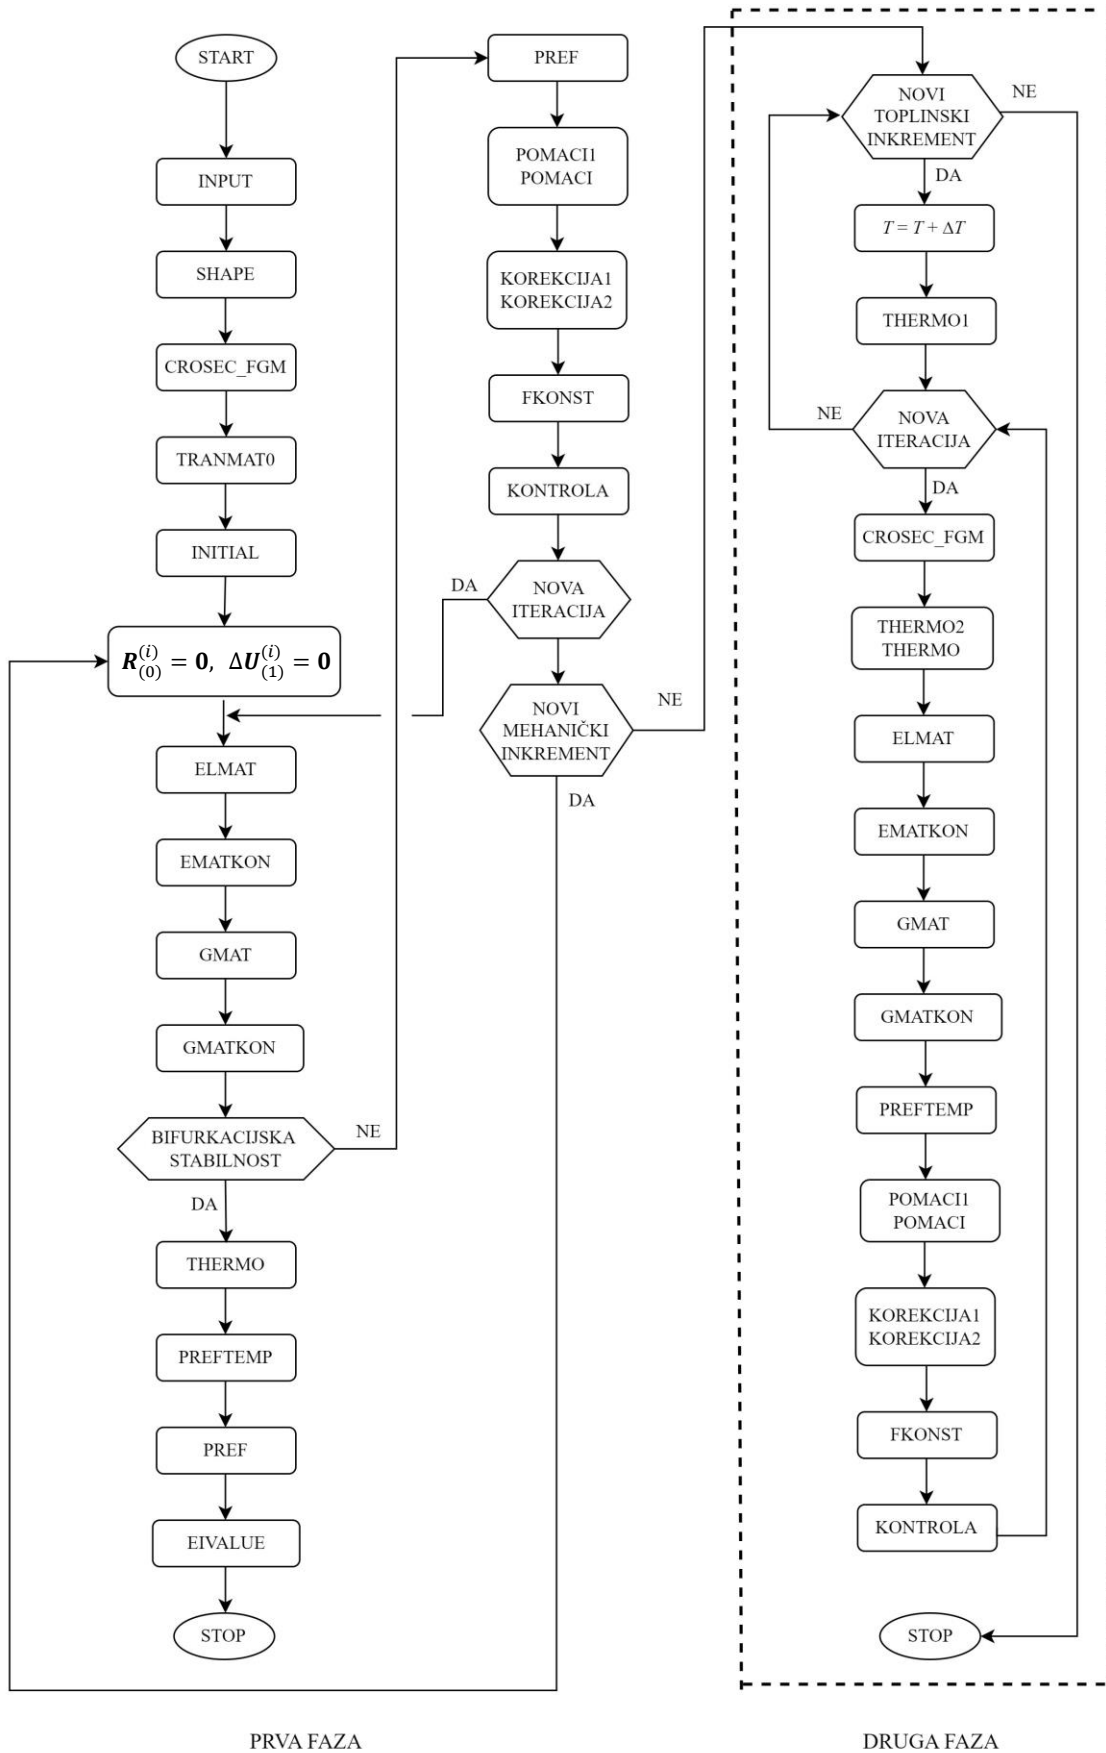 START
INPUT
SHAPE
CROSEC_FGM
TRANMAT0
INITIAL
R₍₀₎⁽ⁱ⁾ = 0, ΔU₍₁₎⁽ⁱ⁾ = 0
ELMAT
EMATKON
GMAT
GMATKON
BIFURKACIJSKA
STABILNOST
NE
DA
THERMO
PREFTEMP
PREF
EIVALUE
STOP
PREF
POMACI1
POMACI
KOREKCIJA1
KOREKCIJA2
FKONST
KONTROLA
DA
NOVA
ITERACIJA
NOVI
MEHANIČKI
INKREMENT
NE
DA
NOVI
TOPLINSKI
INKREMENT
NE
DA
T = T + ΔT
THERMO1
NE
NOVA
ITERACIJA
DA
CROSEC_FGM
THERMO2
THERMO
ELMAT
EMATKON
GMAT
GMATKON
PREFTEMP
POMACI1
POMACI
KOREKCIJA1
KOREKCIJA2
FKONST
KONTROLA
STOP
PRVA FAZA
DRUGA FAZA